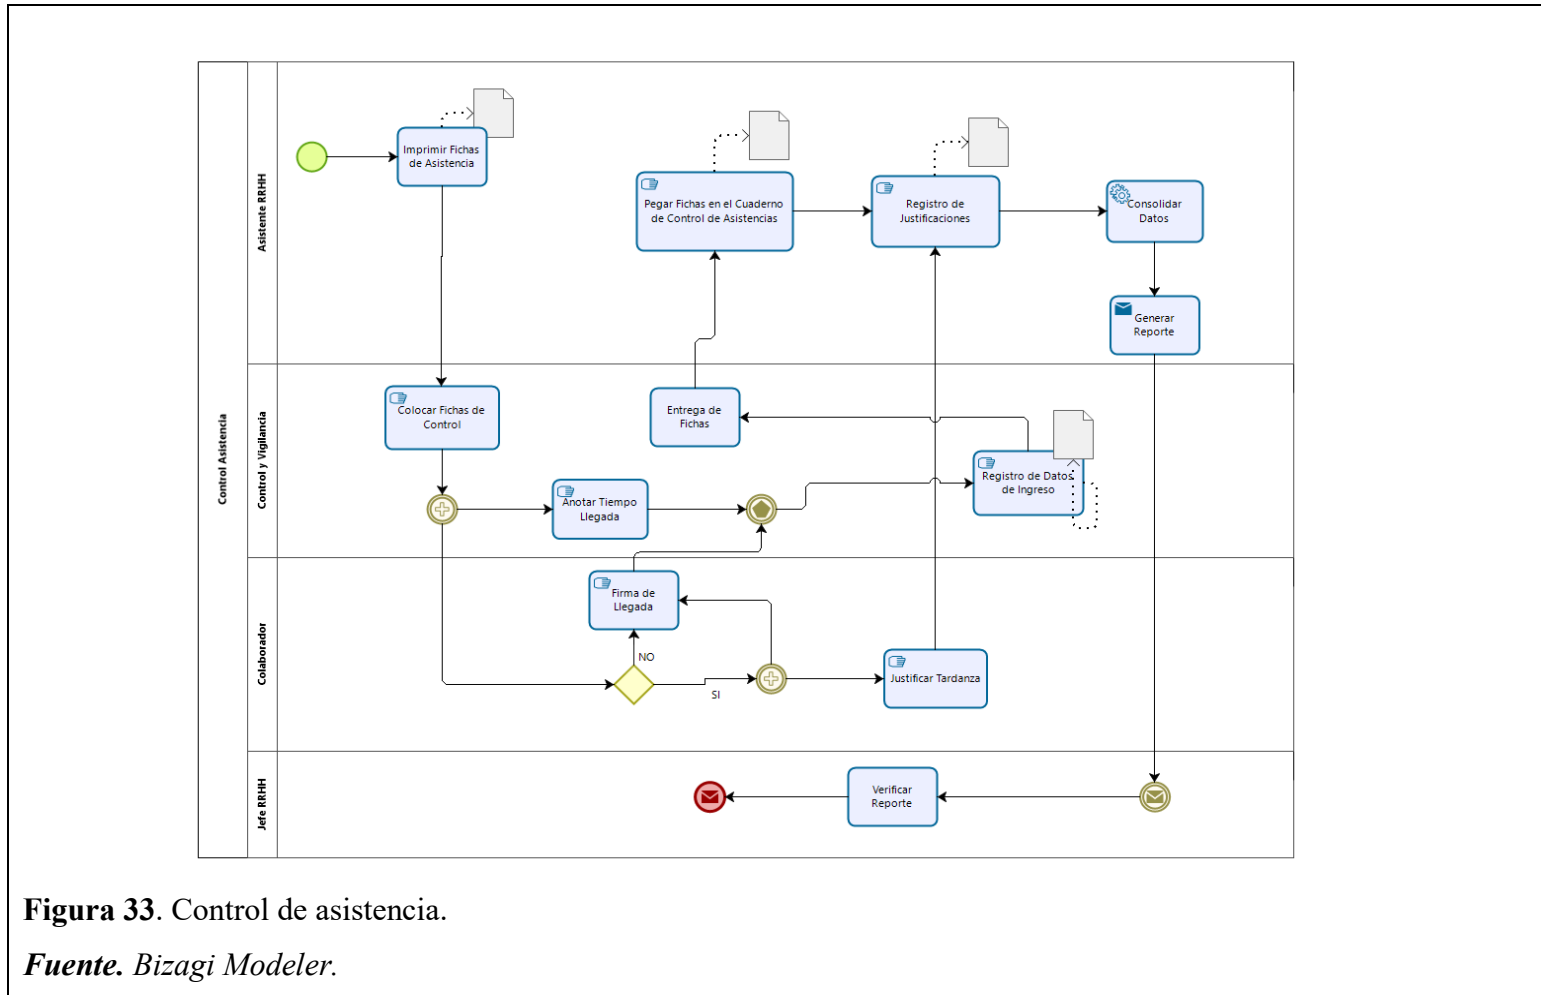 Control Asistencia
Asistente RRHH
Imprimir Fichas
de Asistencia
Pegar Fichas en el Cuaderno
de Control de Asistencias
Registro de
Justificaciones
Consolidar
Datos
Generar
Reporte
Control y Vigilancia
Colocar Fichas de
Control
Entrega de
Fichas
Registro de Datos
de Ingreso
Anotar Tiempo
Llegada
Colaborador
Firma de
Llegada
NO
SI
Justificar Tardanza
Jefe RRHH
Verificar
Reporte
Figura 33. Control de asistencia.
Fuente. Bizagi Modeler.